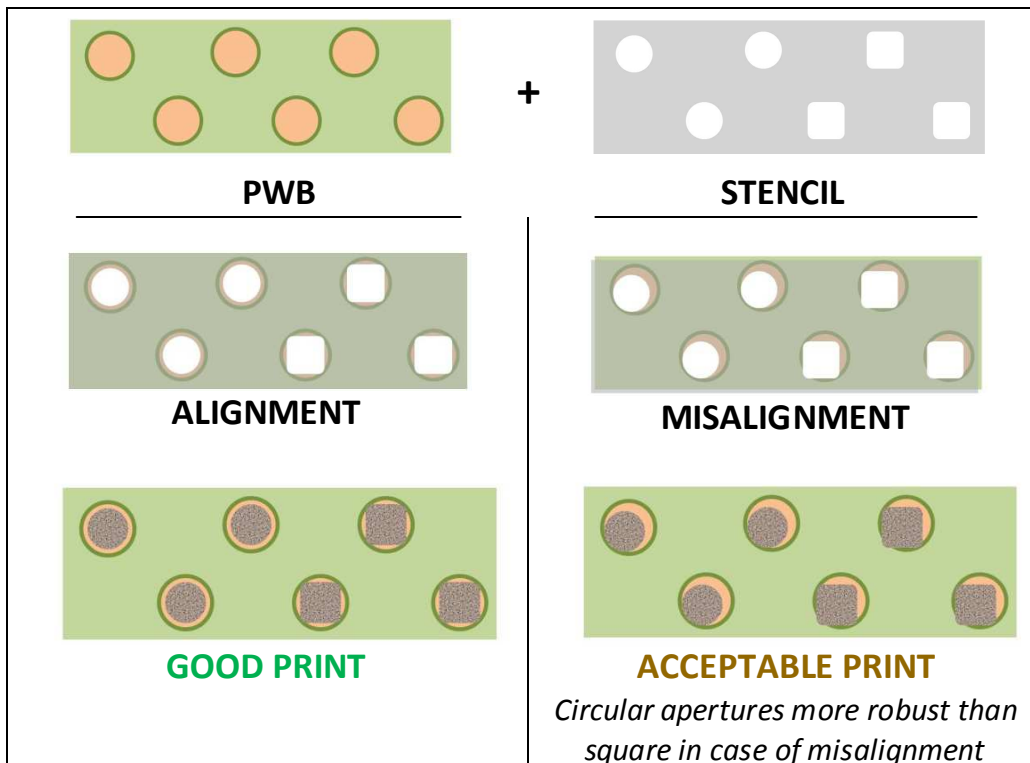 +
PWB
STENCIL
ALIGNMENT
MISALIGNMENT
GOOD PRINT
ACCEPTABLE PRINT
Circular apertures more robust than
square in case of misalignment